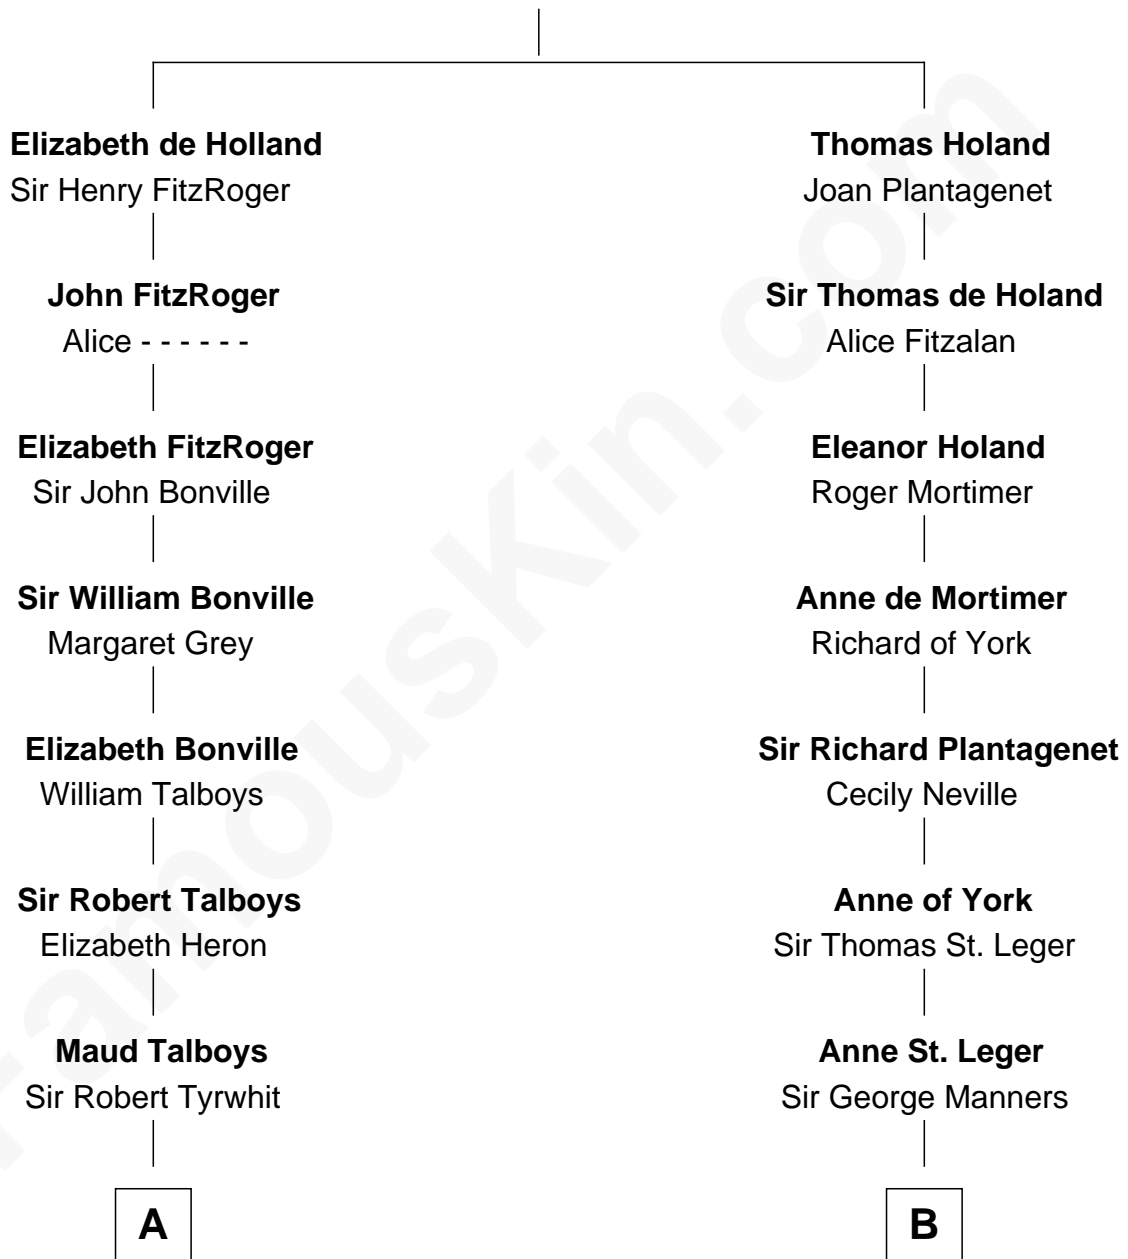 Elizabeth de Holland
Sir Henry FitzRoger
John FitzRoger
Alice - - - - - -
Elizabeth FitzRoger
Sir John Bonville
Sir William Bonville
Margaret Grey
Elizabeth Bonville
William Talboys
Sir Robert Talboys
Elizabeth Heron
Maud Talboys
Sir Robert Tyrwhit
A
Thomas Holand
Joan Plantagenet
Sir Thomas de Holand
Alice Fitzalan
Eleanor Holand
Roger Mortimer
Anne de Mortimer
Richard of York
Sir Richard Plantagenet
Cecily Neville
Anne of York
Sir Thomas St. Leger
Anne St. Leger
Sir George Manners
B
FamousKin.com